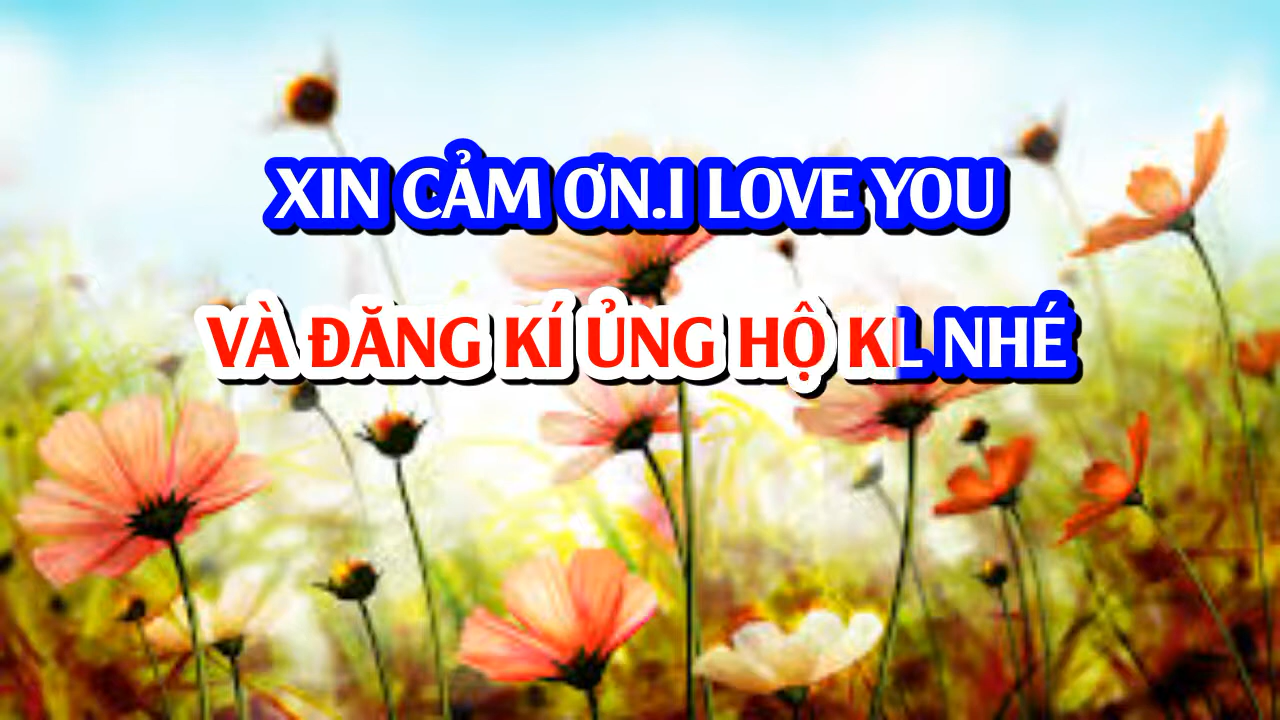 XIN CẢM ƠN.I LOVE YOU
VÀ ĐĂNG KÍ ỦNG HỘ KL NHÉ